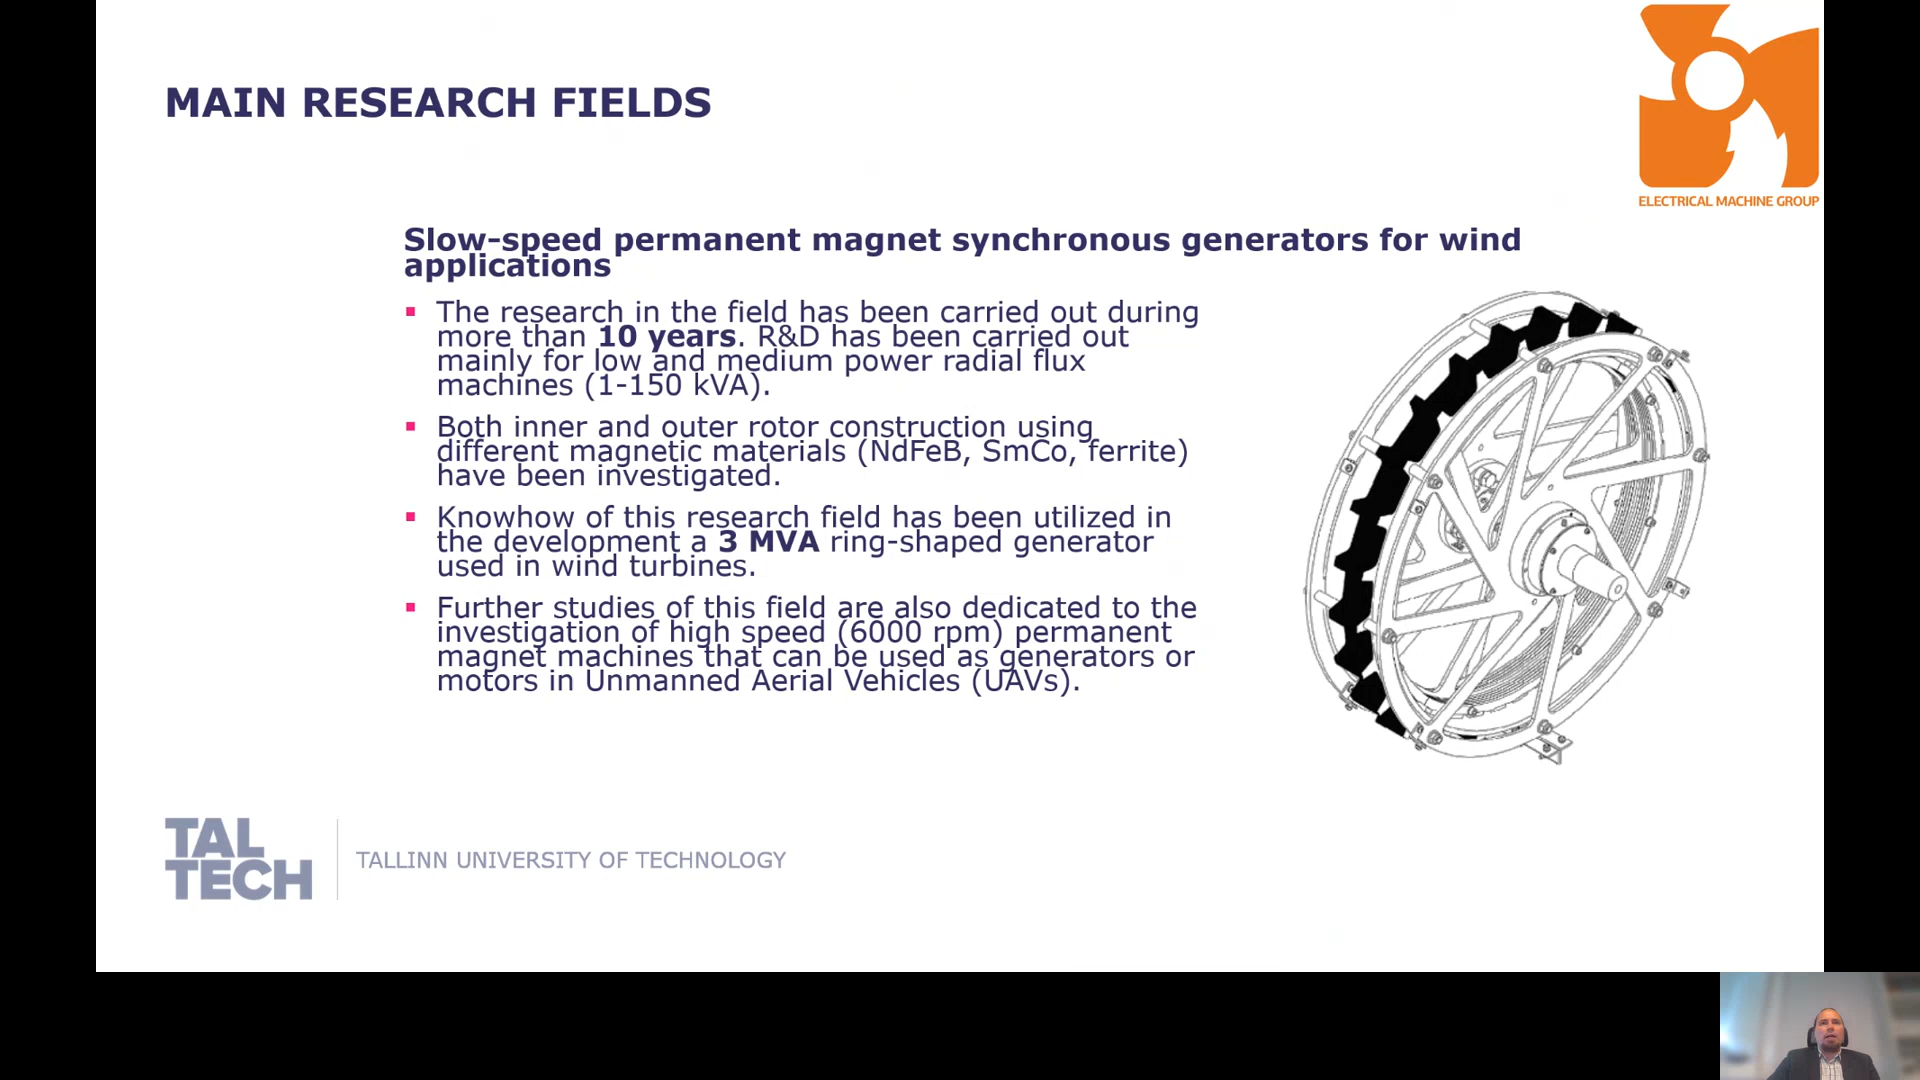 MAIN RESEARCH FIELDS
ELECTRICAL MACHINE GROUP
Slow-speed permanent magnet synchronous generators for wind
applications
The research in the field has been carried out during
more than 10 years. R&D has been carried out
mainly for low and medium power radial flux
machines (1-150 kVA).
Both inner and outer rotor construction using
different magnetic materials (NdFeB, SmCo, ferrite)
have been investigated.
Knowhow of this research field has been utilized in
the development a 3 MVA ring-shaped generator
used in wind turbines.
Further studies of this field are also dedicated to the
investigation of high speed (6000 rpm) permanent
magnet machines that can be used as generators or
motors in Unmanned Aerial Vehicles (UAVs).
TAL
TECH
TALLINN UNIVERSITY OF TECHNOLOGY